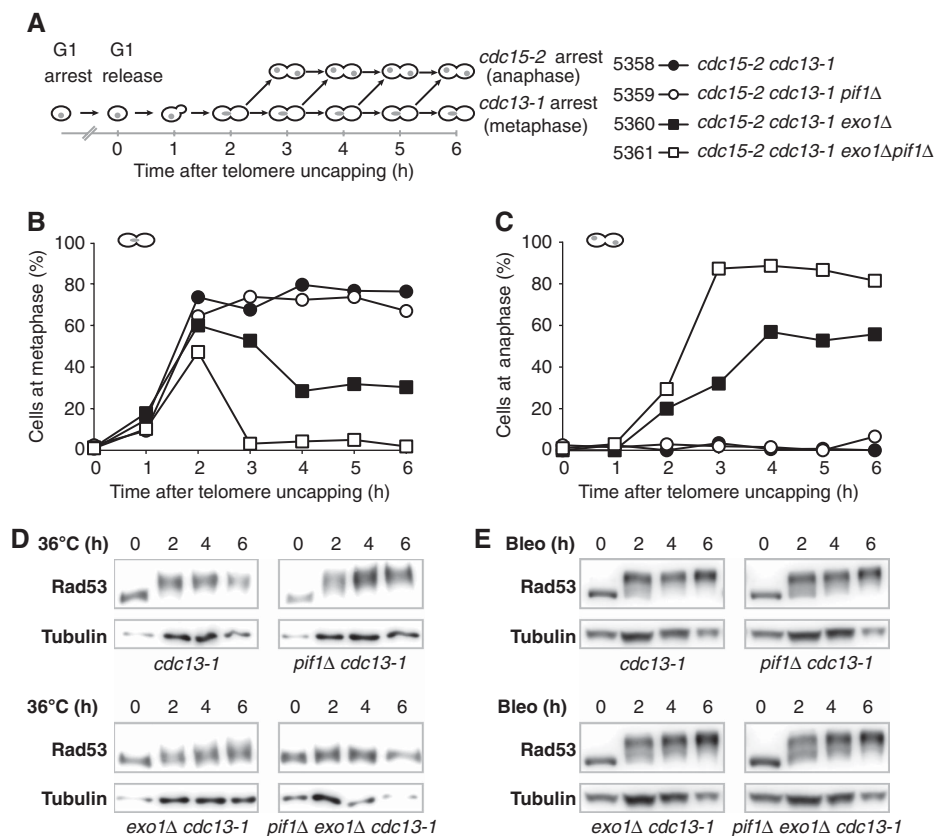 A
G1 arrest
G1 release
cdc15-2 arrest (anaphase)
cdc13-1 arrest (metaphase)
0 1 2 3 4 5 6
Time after telomere uncapping (h)
5358 cdc15-2 cdc13-1
5359 cdc15-2 cdc13-1 pif1Δ
5360 cdc15-2 cdc13-1 exo1Δ
5361 cdc15-2 cdc13-1 exo1Δpif1Δ
B
Cells at metaphase (%)
100
80
60
40
20
0
0 1 2 3 4 5 6
Time after telomere uncapping (h)
C
Cells at anaphase (%)
100
80
60
40
20
0
0 1 2 3 4 5 6
Time after telomere uncapping (h)
D
36°C (h) 0 2 4 6 0 2 4 6
Rad53
Tubulin
cdc13-1 pif1Δ cdc13-1
36°C (h) 0 2 4 6 0 2 4 6
Rad53
Tubulin
exo1Δ cdc13-1 pif1Δ exo1Δ cdc13-1
E
Bleo (h) 0 2 4 6 0 2 4 6
Rad53
Tubulin
cdc13-1 pif1Δ cdc13-1
Bleo (h) 0 2 4 6 0 2 4 6
Rad53
Tubulin
exo1Δ cdc13-1 pif1Δ exo1Δ cdc13-1